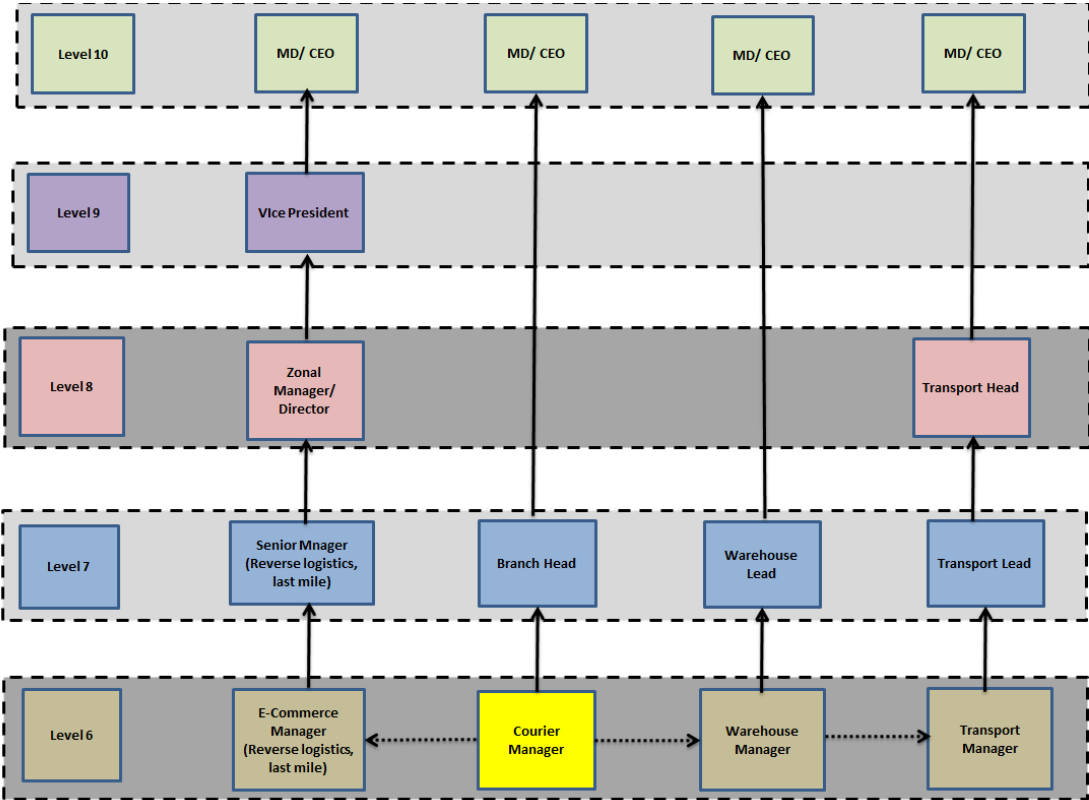 Level 10
MD/ CEO
MD/ CEO
MD/ CEO
MD/ CEO
Level 9
VIce President
Level 8
Zonal
Manager/
Director
Transport Head
Level 7
Senior Mnager
(Reverse logistics,
last mile)
Branch Head
Warehouse
Lead
Transport Lead
Level 6
E-Commerce
Manager
(Reverse logistics,
last mile)
Courier
Manager
Warehouse
Manager
Transport
Manager